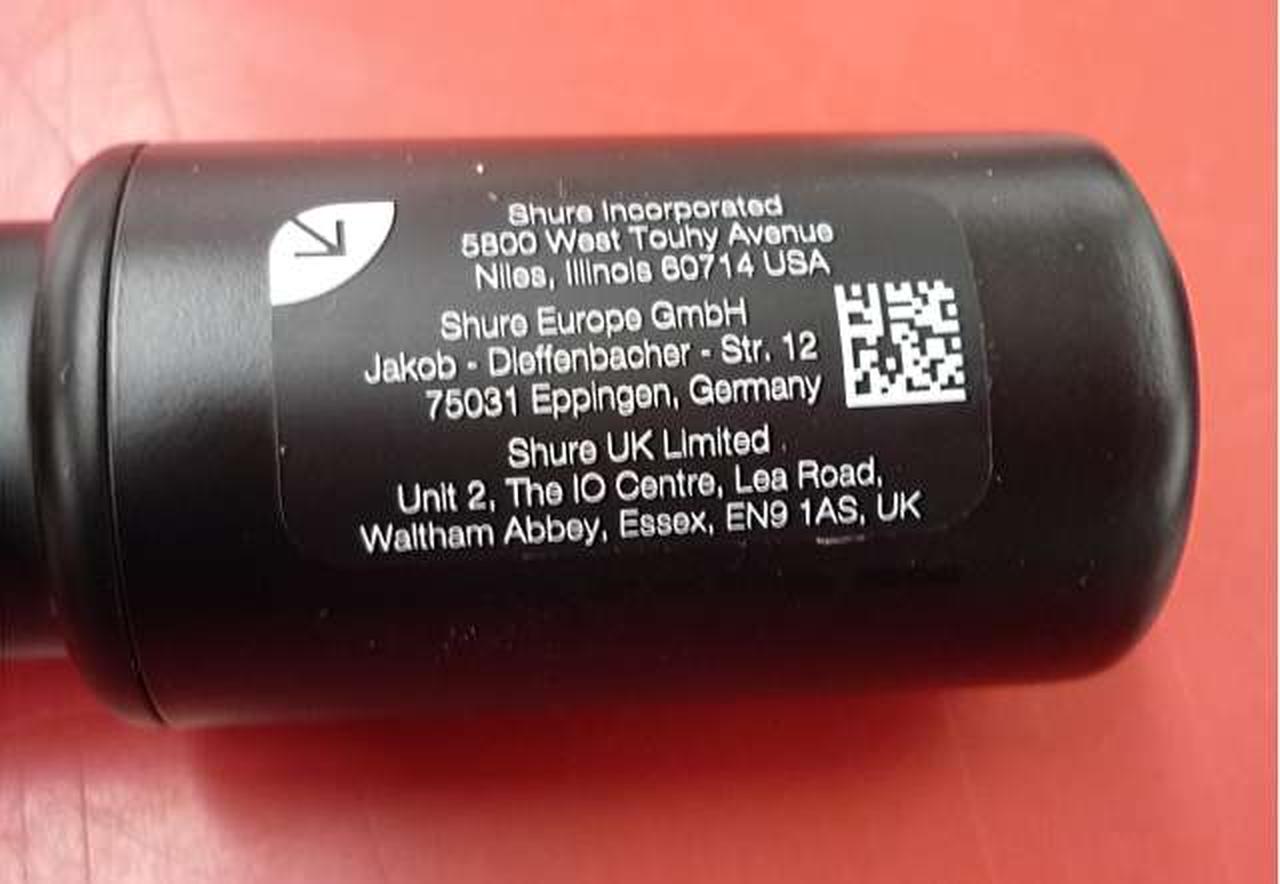 Shure Incorporated
5800 West Touhy Avenue
Niles, Illinois 60714 USA
Shure Europe GmbH
Jakob - Dieffenbacher - Str. 12
75031 Eppingen, Germany
Shure UK Limited
Unit 2, The IO Centre, Lea Road,
Waltham Abbey, Essex, EN9 1AS, UK